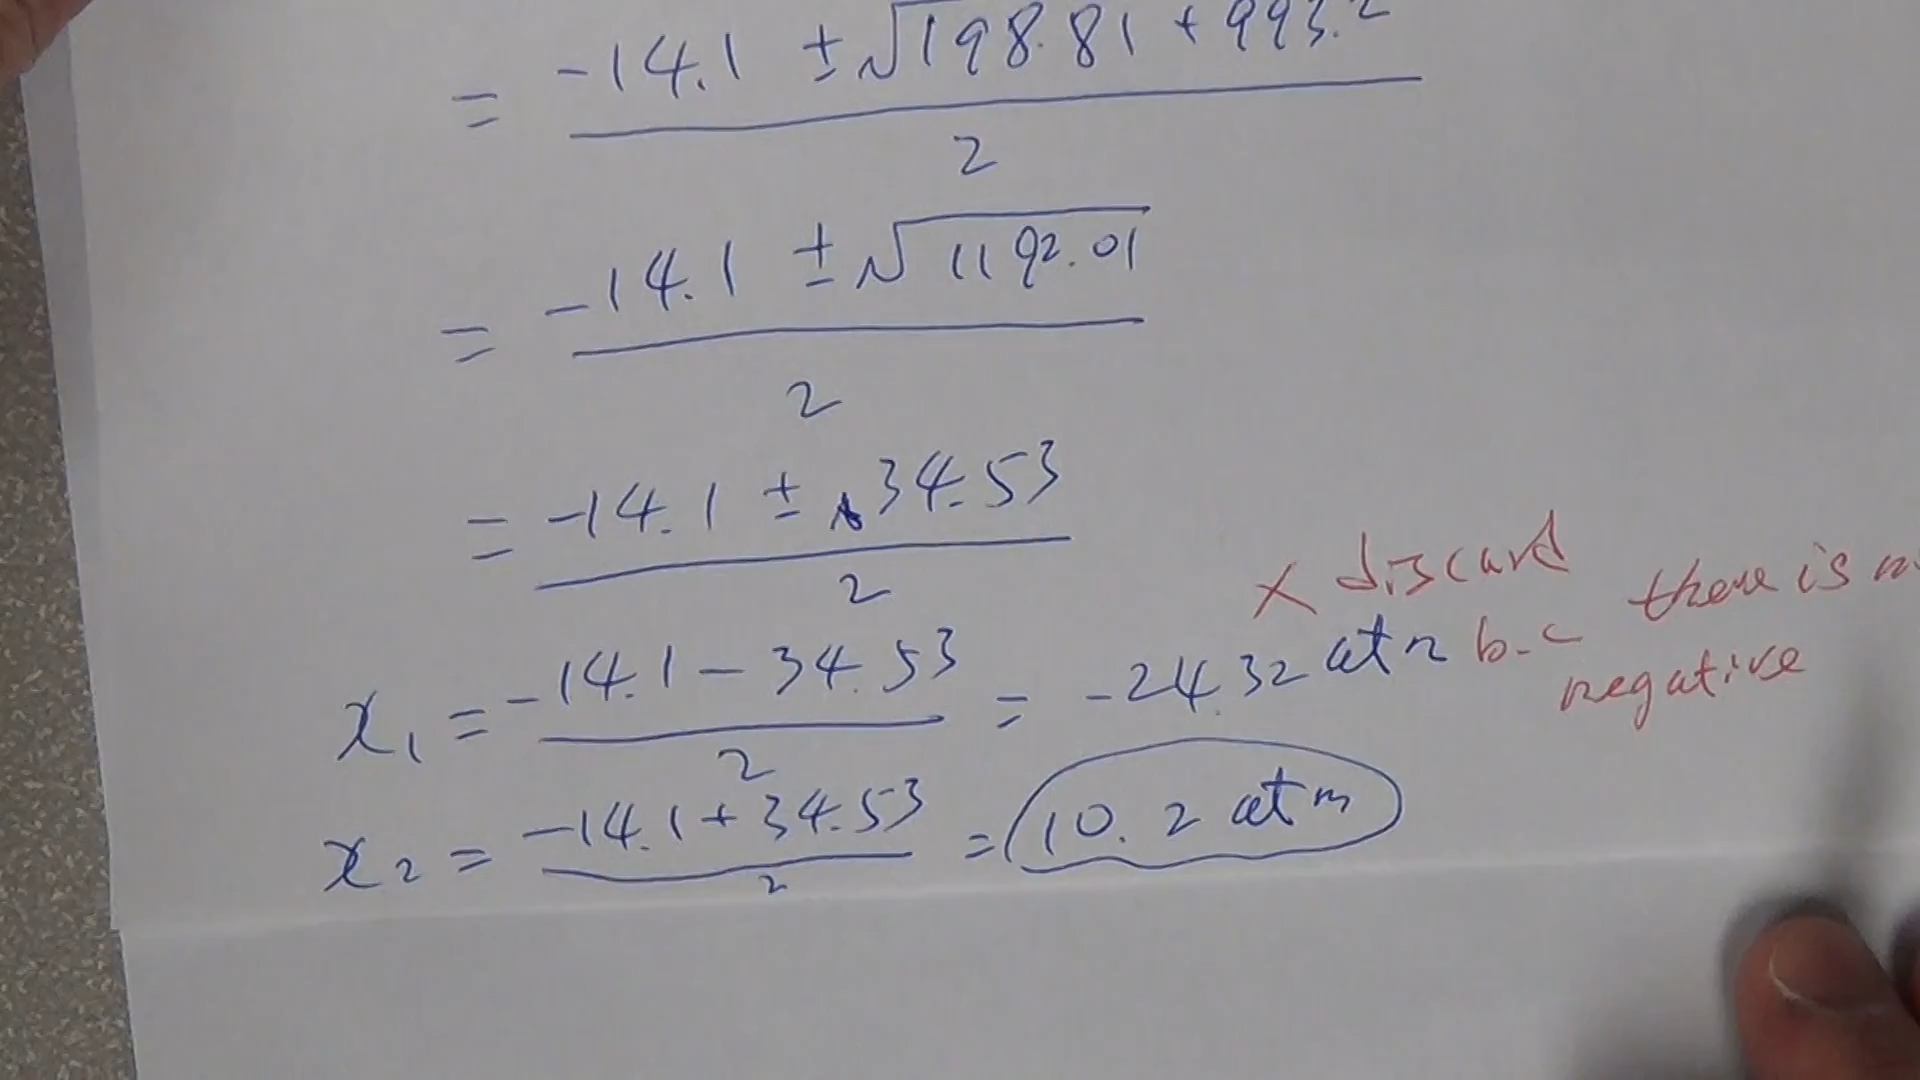 = -14.1 ± √198.81 + 993.2
2
= -14.1 ± √1192.01
2
= -14.1 ± 34.53
2
x₁ = -14.1 - 34.53 = -24.32 atm b.c there is
2
x discard
negative
x₂ = -14.1 + 34.53 = 10.2 atm
2